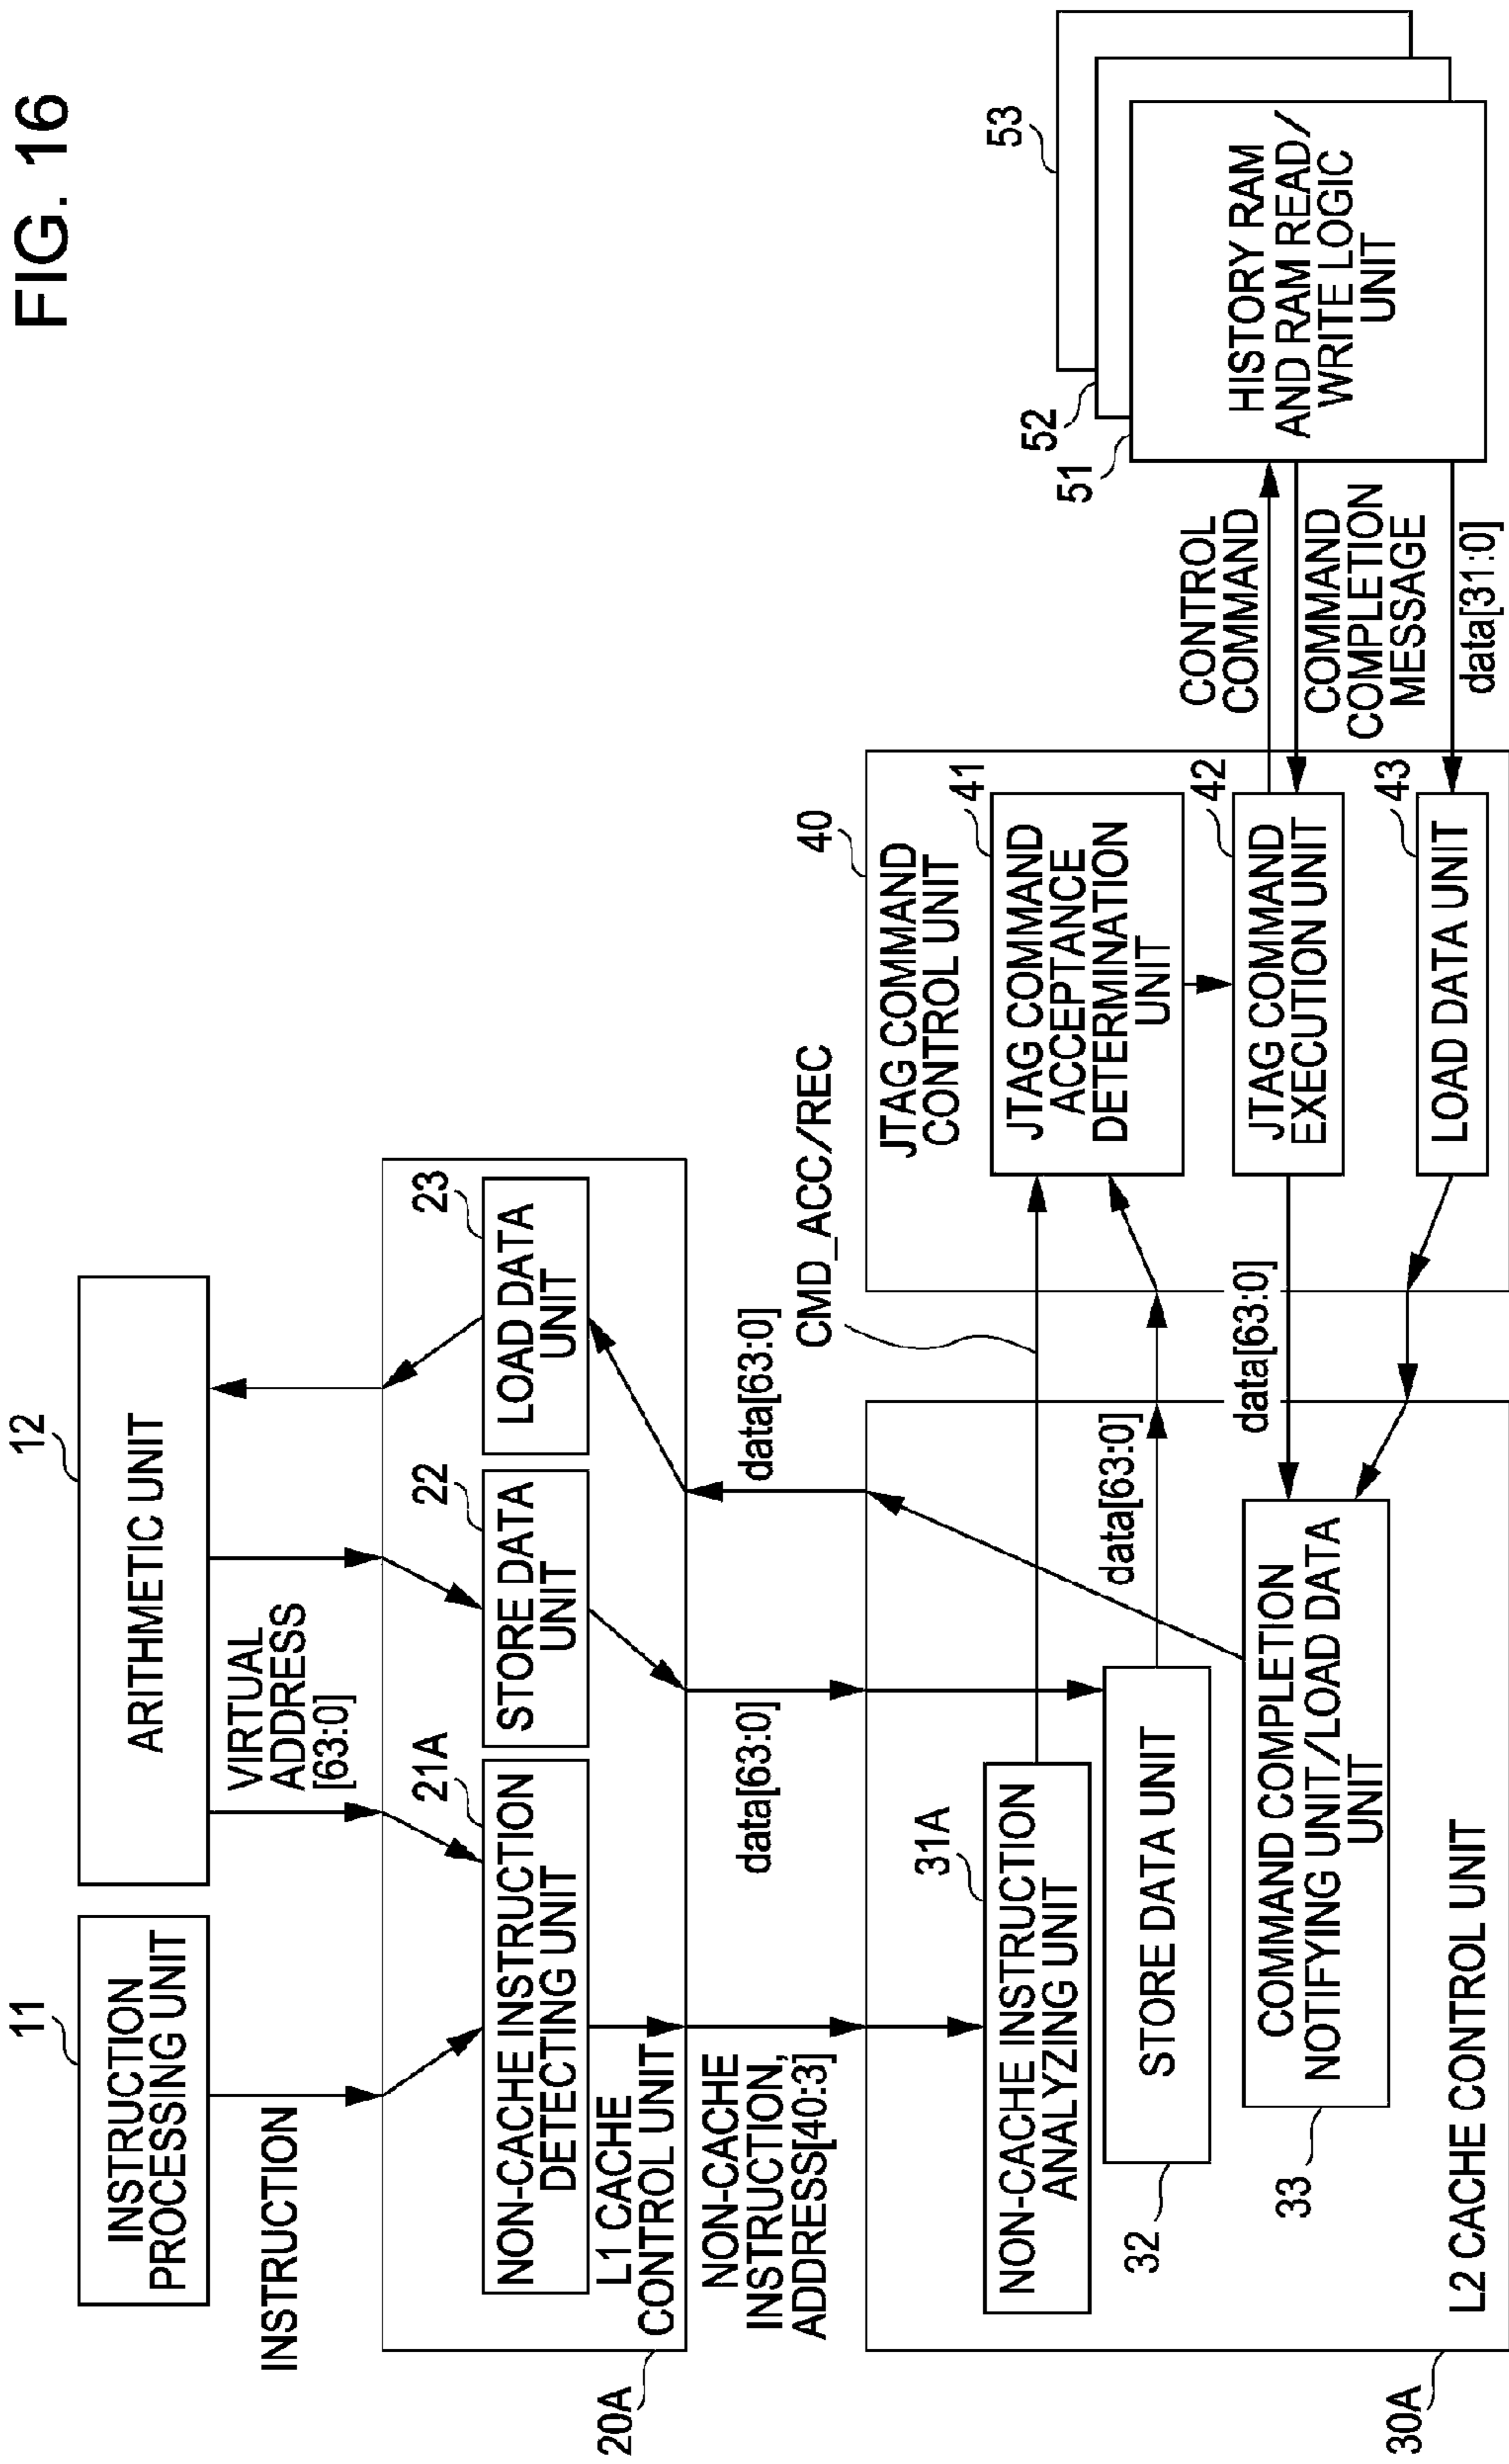 FIG. 16
11
INSTRUCTION
PROCESSING UNIT
12
ARITHMETIC UNIT
INSTRUCTION
VIRTUAL
ADDRESS
[63:0]
20A
21A
NON-CACHE INSTRUCTION
DETECTING UNIT
22
STORE DATA
UNIT
23
LOAD DATA
UNIT
L1 CACHE
CONTROL UNIT
NON-CACHE
INSTRUCTION,
ADDRESS[40:3]
data[63:0]
data[63:0]
CMD_ACC/REC
30A
31A
NON-CACHE INSTRUCTION
ANALYZING UNIT
32
STORE DATA UNIT
data[63:0]
33
COMMAND COMPLETION
NOTIFYING UNIT/LOAD DATA
UNIT
data[63:0]
L2 CACHE CONTROL UNIT
40
JTAG COMMAND
CONTROL UNIT
41
JTAG COMMAND
ACCEPTANCE
DETERMINATION
UNIT
42
JTAG COMMAND
EXECUTION UNIT
43
LOAD DATA UNIT
CONTROL
COMMAND
COMMAND
COMPLETION
MESSAGE
data[31:0]
53
52
51
HISTORY RAM
AND RAM READ/
WRITE LOGIC
UNIT